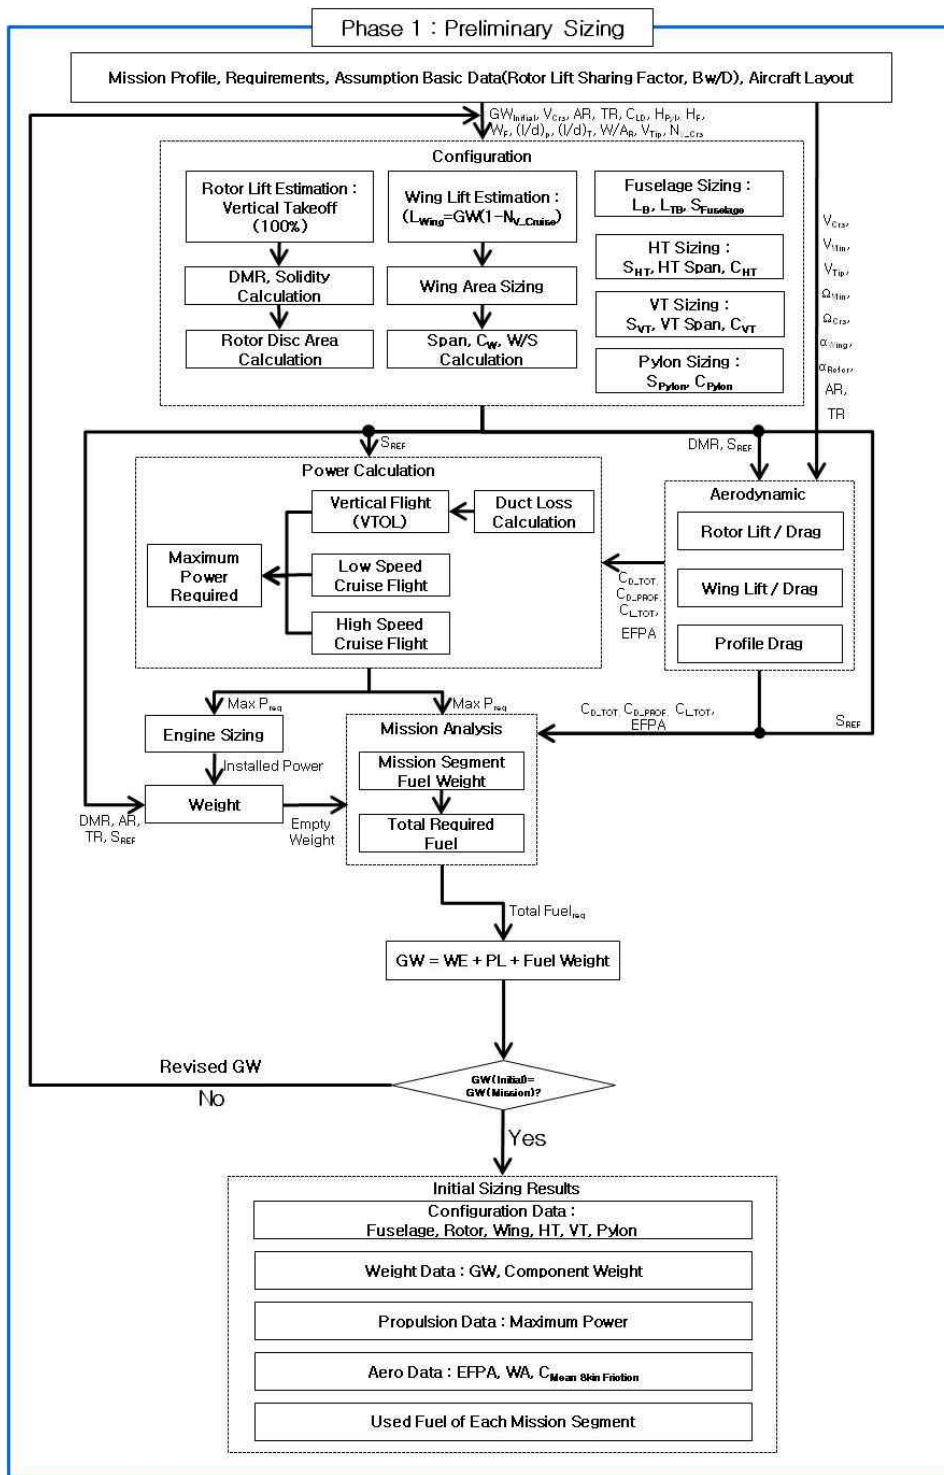 Phase 1 : Preliminary Sizing
Mission Profile, Requirements, Assumption Basic Data(Rotor Lift Sharing Factor, Bw/D), Aircraft Layout
GW_Initial, V_Crs, AR, TR, C_LD, H_Pyl, H_F,
W_F, (l/d)_p, (l/d)_T, W/A_R, V_Tip, N_V_Crs
Configuration
Rotor Lift Estimation :
Vertical Takeoff
(100%)
DMR, Solidity
Calculation
Rotor Disc Area
Calculation
Wing Lift Estimation :
(L_Wing=GW(1-N_V_Cruise)
Wing Area Sizing
Span, C_W, W/S
Calculation
Fuselage Sizing :
L_B, L_TB, S_Fuselage
HT Sizing :
S_HT, HT Span, C_HT
VT Sizing :
S_VT, VT Span, C_VT
Pylon Sizing :
S_Pylon, C_Pylon
V_Crs,
V_Min,
V_Tip,
Ω_Min,
Ω_Crs,
α_Wing,
α_Rotor,
AR,
TR
S_REF
DMR, S_REF
Power Calculation
Vertical Flight
(VTOL)
Duct Loss
Calculation
Maximum
Power
Required
Low Speed
Cruise Flight
High Speed
Cruise Flight
Aerodynamic
Rotor Lift / Drag
Wing Lift / Drag
Profile Drag
C_D_TOT,
C_D_PROF,
C_L_TOT,
EFPA
Max P_req
Max P_req
C_D_TOT, C_D_PROF, C_L_TOT,
EFPA
S_REF
Engine Sizing
Installed Power
Weight
DMR, AR,
TR, S_REF
Empty
Weight
Mission Analysis
Mission Segment
Fuel Weight
Total Required
Fuel
Total Fuel_req
GW = WE + PL + Fuel Weight
GW(Initial)=
GW(Mission)?
Revised GW
No
Yes
Initial Sizing Results
Configuration Data :
Fuselage, Rotor, Wing, HT, VT, Pylon
Weight Data : GW, Component Weight
Propulsion Data : Maximum Power
Aero Data : EFPA, WA, C_Mean Skin Friction
Used Fuel of Each Mission Segment